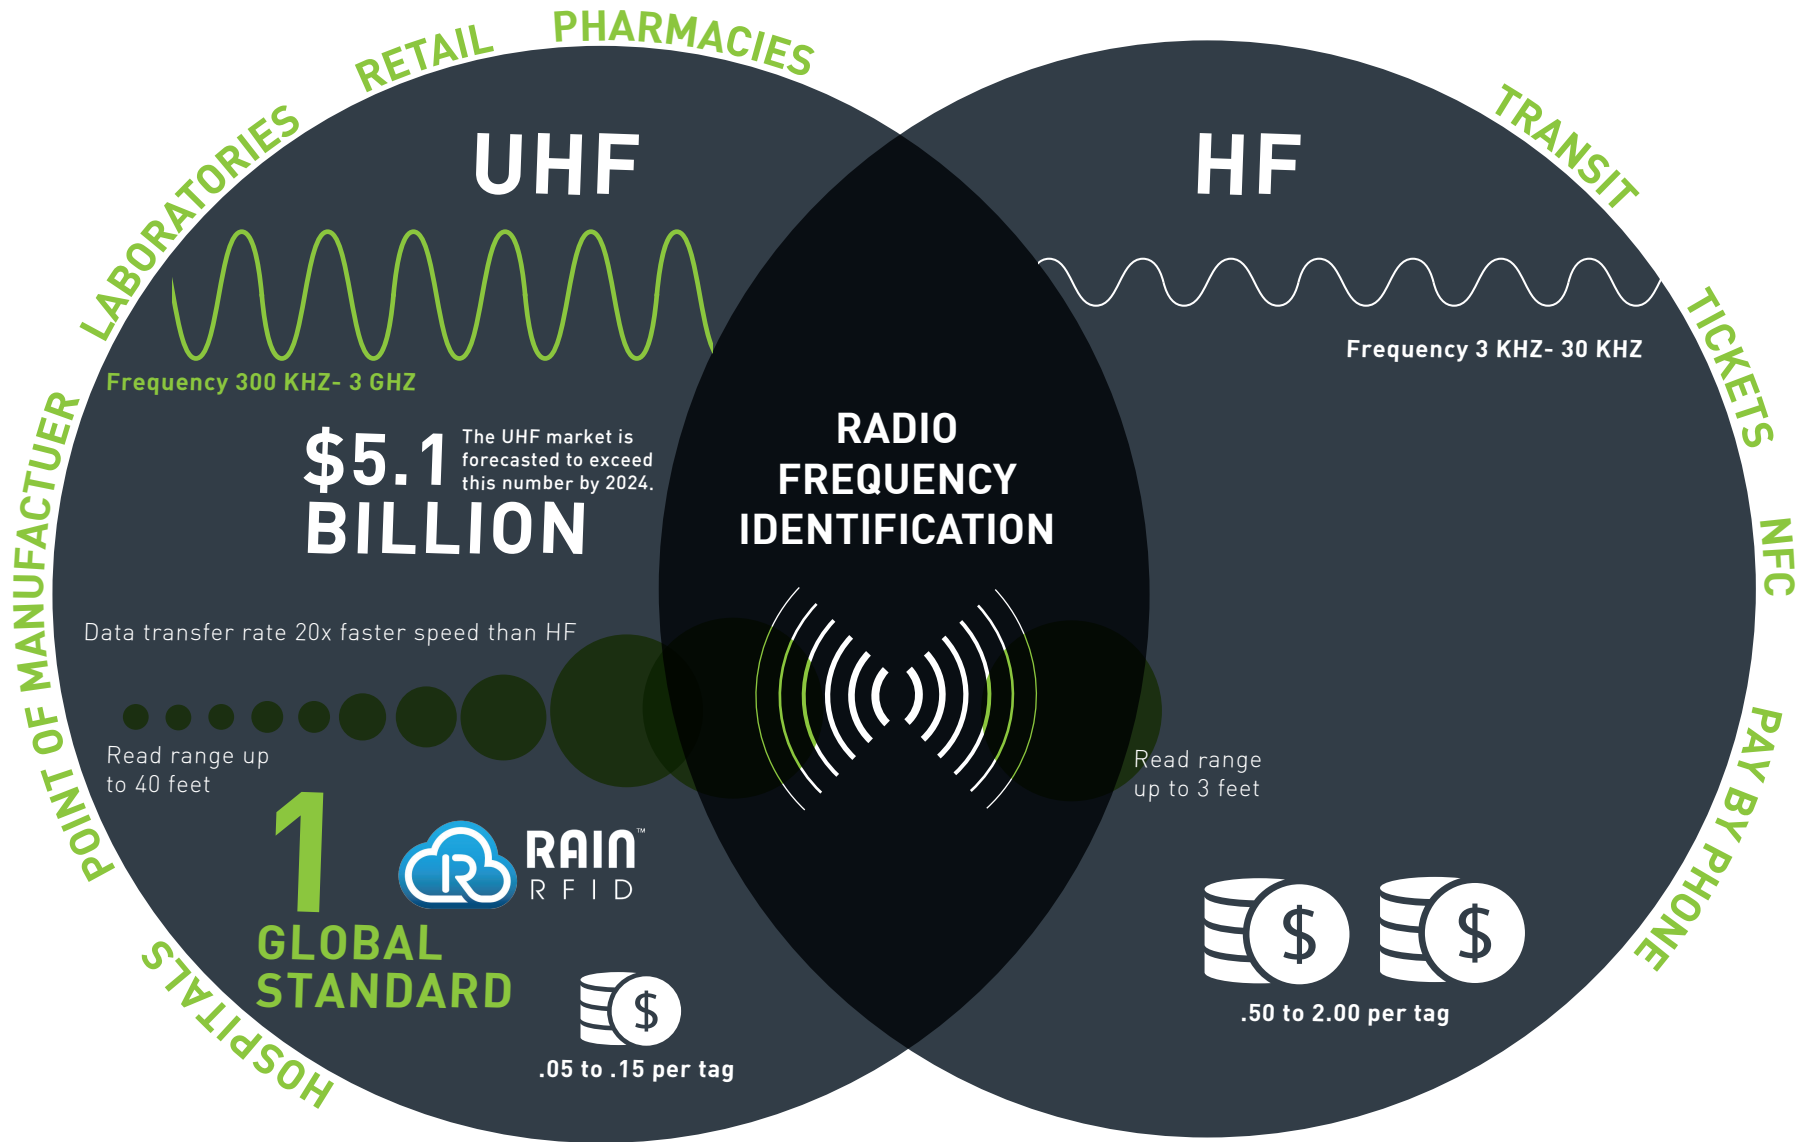 PHARMACIES
RETAIL
LABORATORIES
POINT OF MANUFACTUER
HOSPITALS
UHF
Frequency 300 KHZ- 3 GHZ
$5.1
BILLION
The UHF market is
forecasted to exceed
this number by 2024.
Data transfer rate 20x faster speed than HF
Read range up
to 40 feet
1
GLOBAL
STANDARD
R
RAIN™
RFID
$
.05 to .15 per tag
RADIO
FREQUENCY
IDENTIFICATION
HF
Frequency 3 KHZ- 30 KHZ
Read range
up to 3 feet
$ $
.50 to 2.00 per tag
TRANSIT
TICKETS
NFC
PAY BY PHONE